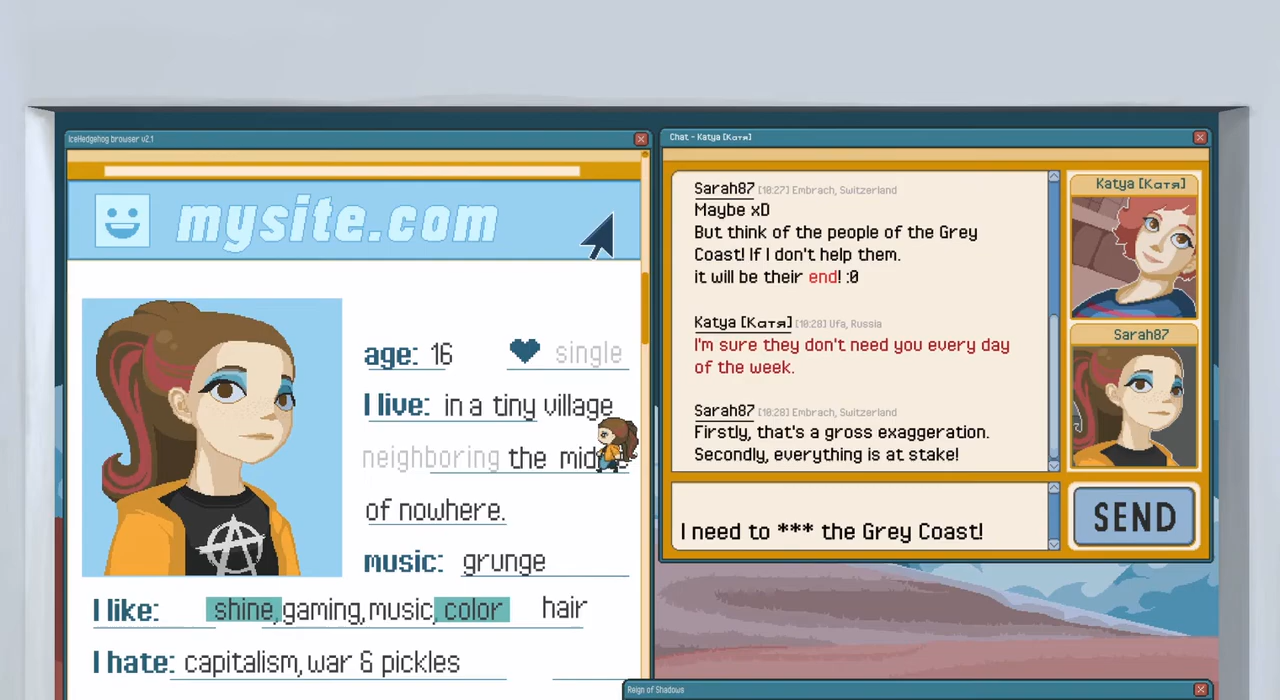 IceHedgehog browser v2.1
mysite.com
age: 16 single
I live: in a tiny village
neighboring the
of nowhere.
music: grunge
I like: shine, gaming, music, color hair
I hate: capitalism, war & pickles
Chat - Katya [Катя]
Sarah87 [18:27] Embrach, Switzerland
Maybe xD
But think of the people of the Grey
Coast! If I don't help them.
it will be their end! :0
Katya [Катя] [18:28] Ufa, Russia
I'm sure they don't need you every day
of the week.
Sarah87 [18:28] Embrach, Switzerland
Firstly, that's a gross exaggeration.
Secondly, everything is at stake!
I need to *** the Grey Coast!
Katya [Катя]
Sarah87
SEND
Reign of Shadows